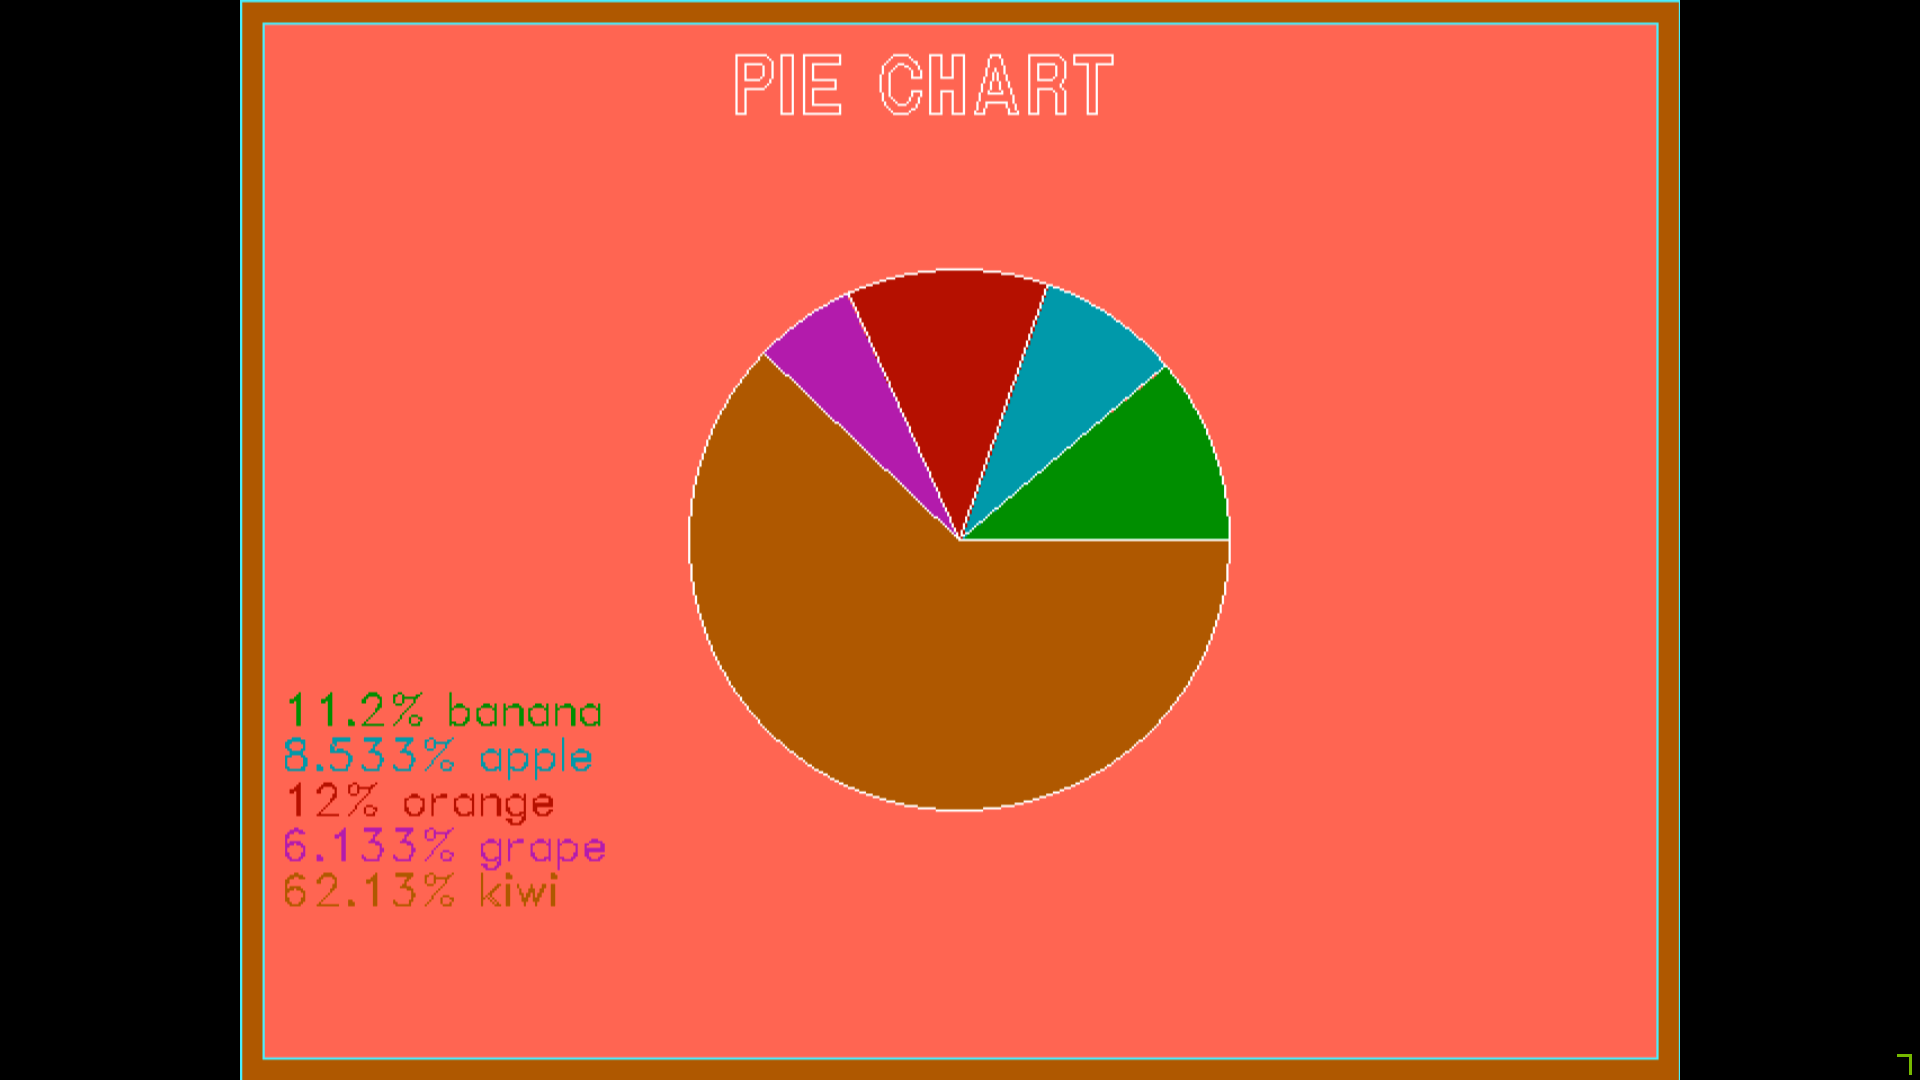 PIE CHART
11.2% banana
8.533% apple
12% orange
6.133% grape
62.13% kiwi